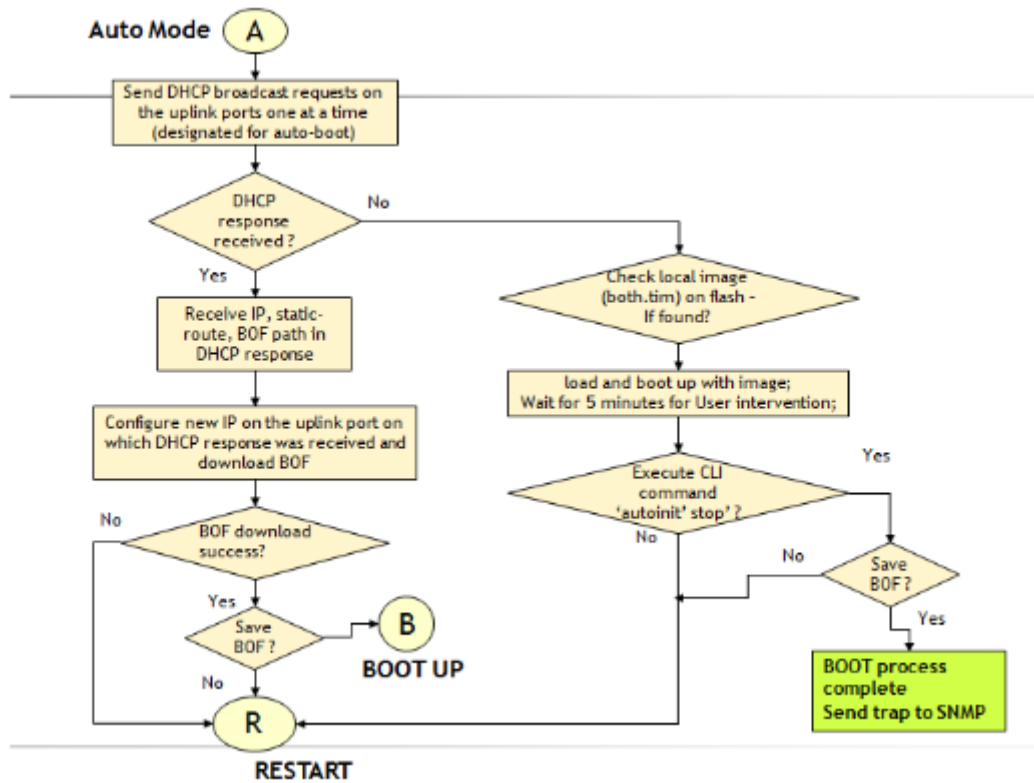 Auto Mode
A
Send DHCP broadcast requests on
the uplink ports one at a time
(designated for auto-boot)
DHCP
response
received ?
No
Yes
Check local image
(both.tim) on flash –
If found?
Receive IP, static-
route, BOF path in
DHCP response
load and boot up with image;
Wait for 5 minutes for User intervention;
Configure new IP on the uplink port on
which DHCP response was received and
download BOF
Execute CLI
command
‘autoinit’ stop’ ?
Yes
No
No
BOF download
success?
Yes
No
Save
BOF ?
Yes
Save
BOF ?
B
BOOT UP
No
BOOT process
complete
Send trap to SNMP
R
RESTART